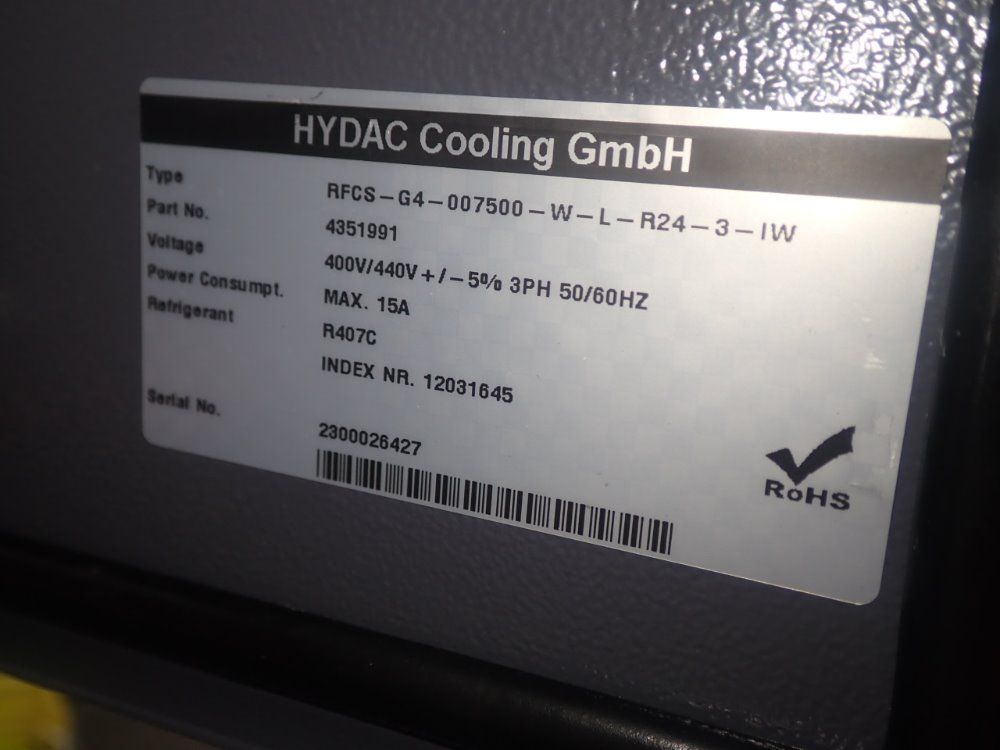 HYDAC Cooling GmbH
Type RFCS-G4-007500-W-L-R24-3-IW
Part No. 4351991
Voltage 400V/440V+/-5% 3PH 50/60HZ
Power Consumpt. MAX. 15A
Refrigerant R407C
INDEX NR. 12031645
Serial No. 2300026427
RoHS